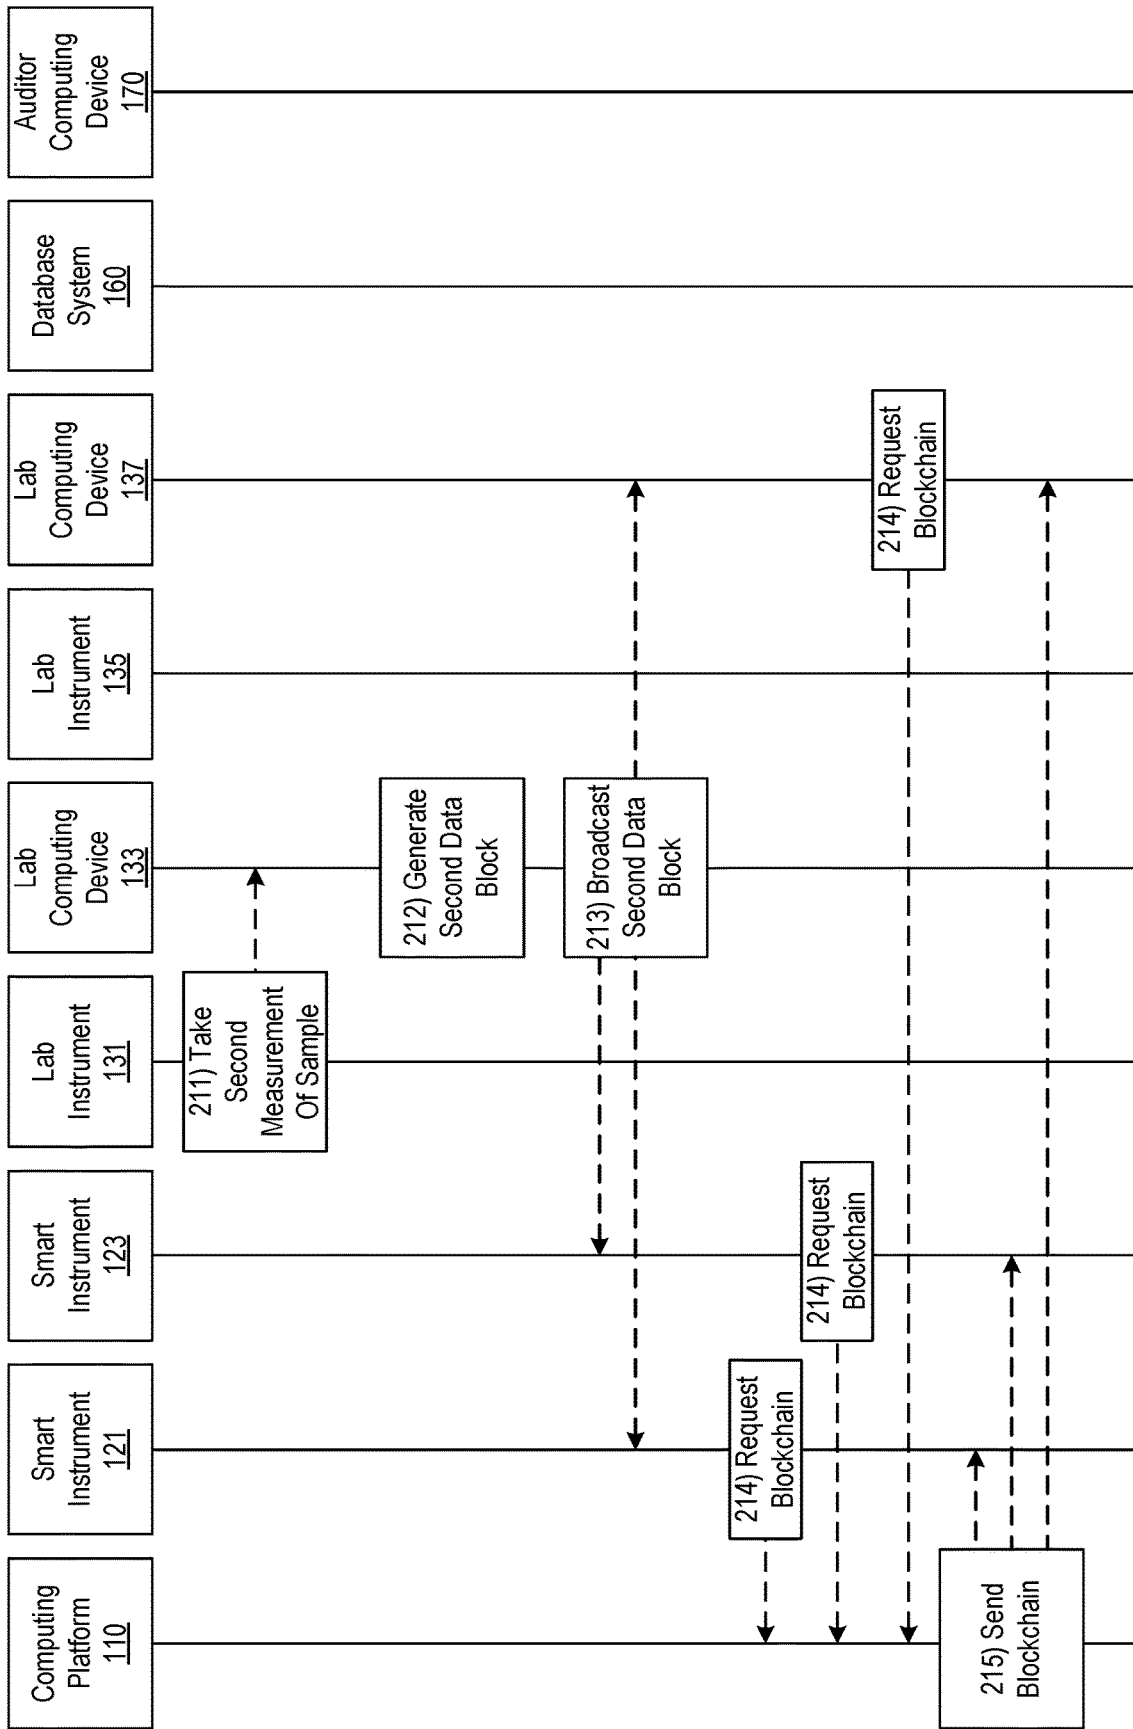 Computing
Platform
110
Smart
Instrument
121
Smart
Instrument
123
Lab
Instrument
131
Lab
Computing
Device
133
Lab
Instrument
135
Lab
Computing
Device
137
Database
System
160
Auditor
Computing
Device
170
211) Take
Second
Measurement
Of Sample
212) Generate
Second Data
Block
213) Broadcast
Second Data
Block
214) Request
Blockchain
214) Request
Blockchain
214) Request
Blockchain
215) Send
Blockchain